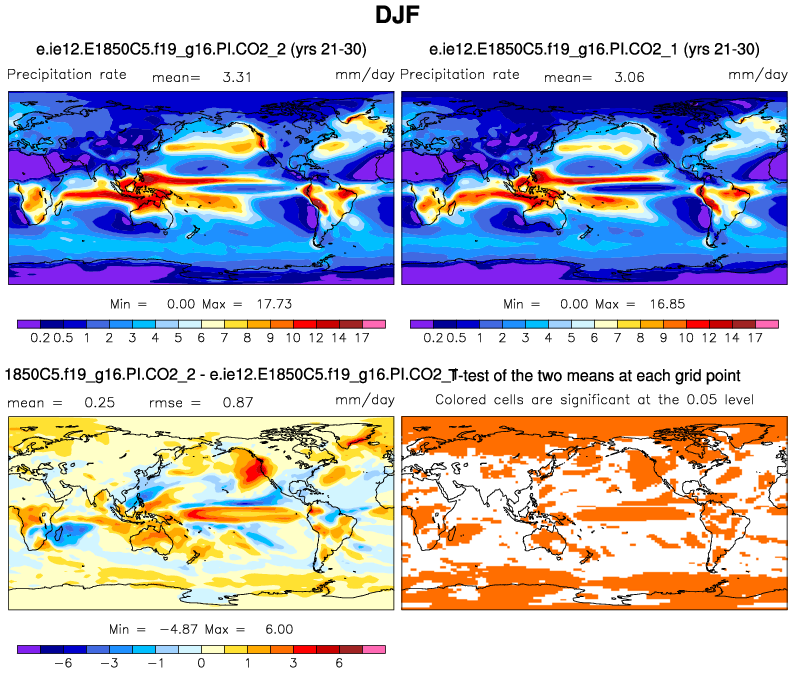 DJF
e.ie12.E1850C5.f19_g16.PI.CO2_2 (yrs 21-30)
e.ie12.E1850C5.f19_g16.PI.CO2_1 (yrs 21-30)
Precipitation rate mean= 3.31 mm/day
Precipitation rate mean= 3.06 mm/day
Min = 0.00 Max = 17.73
Min = 0.00 Max = 16.85
0.2 0.5 1 2 3 4 5 6 7 8 9 10 12 14 17
0.2 0.5 1 2 3 4 5 6 7 8 9 10 12 14 17
1850C5.f19_g16.PI.CO2_2 - e.ie12.E1850C5.f19_g16.PI.CO2_1
T-test of the two means at each grid point
mean = 0.25 rmse = 0.87 mm/day
Colored cells are significant at the 0.05 level
Min = -4.87 Max = 6.00
-6 -3 -1 0 1 3 6